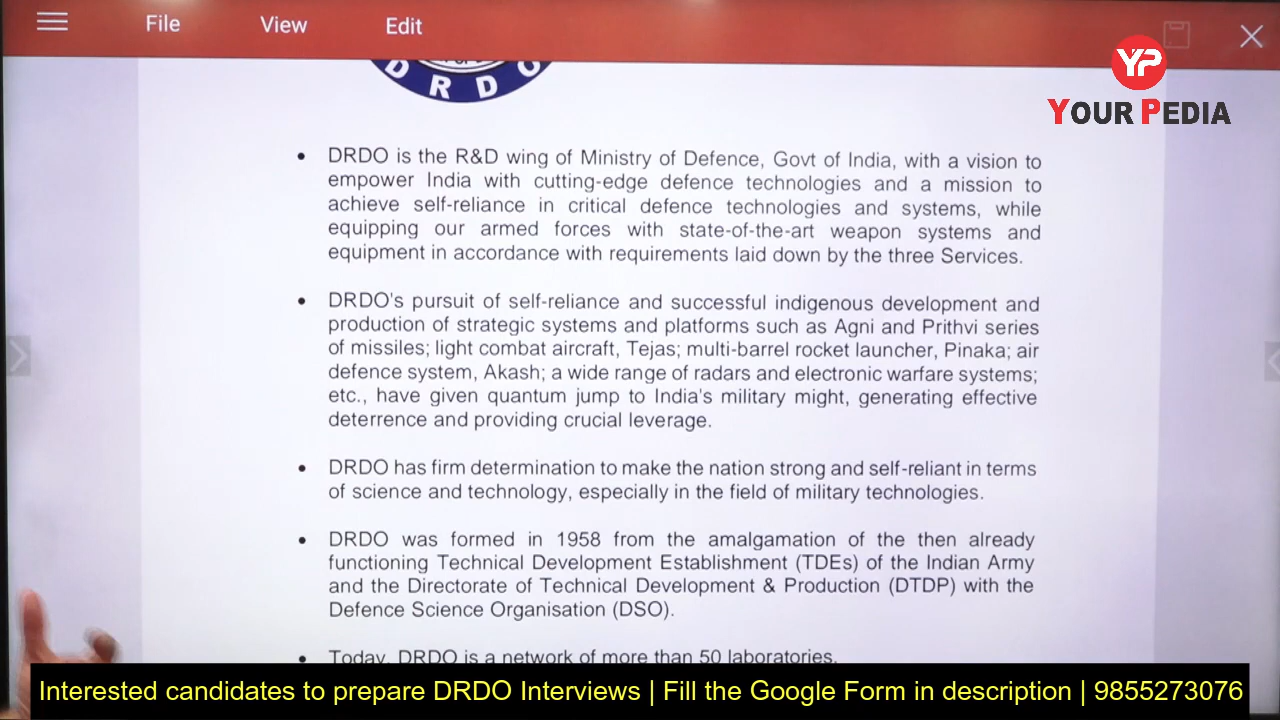 File View Edit
D R D O
YP
YOUR PEDIA
• DRDO is the R&D wing of Ministry of Defence, Govt of India, with a vision to
empower India with cutting-edge defence technologies and a mission to
achieve self-reliance in critical defence technologies and systems, while
equipping our armed forces with state-of-the-art weapon systems and
equipment in accordance with requirements laid down by the three Services.
• DRDO's pursuit of self-reliance and successful indigenous development and
production of strategic systems and platforms such as Agni and Prithvi series
of missiles; light combat aircraft, Tejas; multi-barrel rocket launcher, Pinaka; air
defence system, Akash; a wide range of radars and electronic warfare systems;
etc., have given quantum jump to India's military might, generating effective
deterrence and providing crucial leverage.
• DRDO has firm determination to make the nation strong and self-reliant in terms
of science and technology, especially in the field of military technologies.
• DRDO was formed in 1958 from the amalgamation of the then already
functioning Technical Development Establishment (TDEs) of the Indian Army
and the Directorate of Technical Development & Production (DTDP) with the
Defence Science Organisation (DSO).
• Today, DRDO is a network of more than 50 laboratories.
Interested candidates to prepare DRDO Interviews | Fill the Google Form in description | 9855273076